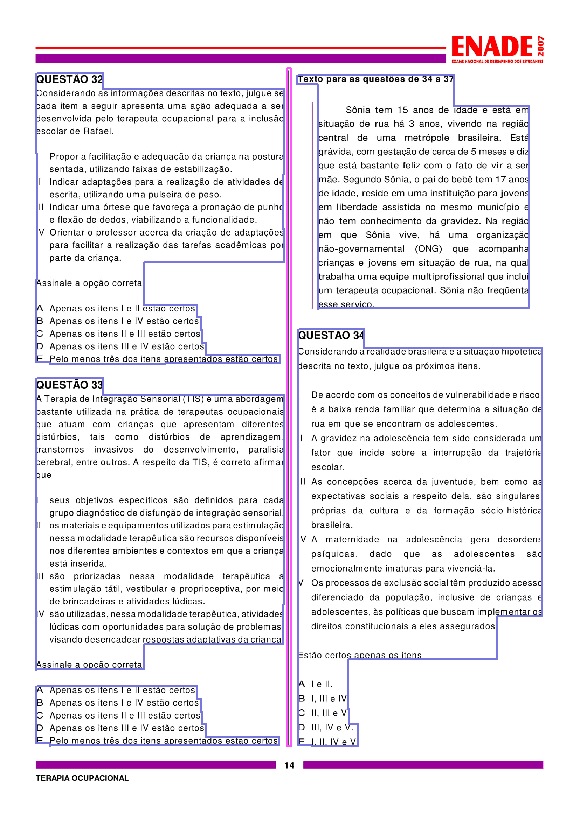 ENADE 2007
EXAME NACIONAL DE DESEMPENHO DOS ESTUDANTES
QUESTÃO 32
Considerando as informações descritas no texto, julgue se
cada item a seguir apresenta uma ação adequada a ser
desenvolvida pelo terapeuta ocupacional para a inclusão
escolar de Rafael.
I Propor a facilitação e adequação da criança na postura
sentada, utilizando faixas de estabilização.
II Indicar adaptações para a realização de atividades de
escrita, utilizando uma pulseira de peso.
III Indicar uma órtese que favoreça a pronação de punho
e flexão de dedos, viabilizando a funcionalidade.
IV Orientar o professor acerca da criação de adaptações
para facilitar a realização das tarefas acadêmicas por
parte da criança.
Assinale a opção correta.
A Apenas os itens I e II estão certos.
B Apenas os itens I e IV estão certos.
C Apenas os itens II e III estão certos.
D Apenas os itens III e IV estão certos.
E Pelo menos três dos itens apresentados estão certos.
QUESTÃO 33
A Terapia de Integração Sensorial (TIS) é uma abordagem
bastante utilizada na prática de terapeutas ocupacionais
que atuam com crianças que apresentam diferentes
distúrbios, tais como distúrbios de aprendizagem,
transtornos invasivos do desenvolvimento, paralisia
cerebral, entre outros. A respeito da TIS, é correto afirmar
que
I seus objetivos específicos são definidos para cada
grupo diagnóstico de disfunção de integração sensorial.
II os materiais e equipamentos utilizados para estimulação
nessa modalidade terapêutica são recursos disponíveis
nos diferentes ambientes e contextos em que a criança
está inserida.
III são priorizadas nessa modalidade terapêutica a
estimulação tátil, vestibular e proprioceptiva, por meio
de brincadeiras e atividades lúdicas.
IV são utilizadas, nessa modalidade terapêutica, atividades
lúdicas com oportunidades para solução de problemas,
visando desencadear respostas adaptativas da criança.
Assinale a opção correta.
A Apenas os itens I e II estão certos.
B Apenas os itens I e IV estão certos.
C Apenas os itens II e III estão certos.
D Apenas os itens III e IV estão certos.
E Pelo menos três dos itens apresentados estão certos.
Texto para as questões de 34 a 37
Sônia tem 15 anos de idade e está em
situação de rua há 3 anos, vivendo na região
central de uma metrópole brasileira. Está
grávida, com gestação de cerca de 5 meses e diz
que está bastante feliz com o fato de vir a ser
mãe. Segundo Sônia, o pai do bebê tem 17 anos
de idade, reside em uma instituição para jovens
em liberdade assistida no mesmo município e
não tem conhecimento da gravidez. Na região
em que Sônia vive, há uma organização
não-governamental (ONG) que acompanha
crianças e jovens em situação de rua, na qual
trabalha uma equipe multiprofissional que inclui
um terapeuta ocupacional. Sônia não freqüenta
esse serviço.
QUESTÃO 34
Considerando a realidade brasileira e a situação hipotética
descrita no texto, julgue os próximos itens.
I De acordo com os conceitos de vulnerabilidade e risco,
é a baixa renda familiar que determina a situação de
rua em que se encontram os adolescentes.
II A gravidez na adolescência tem sido considerada um
fator que incide sobre a interrupção da trajetória
escolar.
III As concepções acerca da juventude, bem como as
expectativas sociais a respeito dela, são singulares,
próprias da cultura e da formação sócio-histórica
brasileira.
IV A maternidade na adolescência gera desordens
psíquicas, dado que as adolescentes são
emocionalmente imaturas para vivenciá-la.
V Os processos de exclusão social têm produzido acesso
diferenciado da população, inclusive de crianças e
adolescentes, às políticas que buscam implementar os
direitos constitucionais a eles assegurados.
Estão certos apenas os itens
A I e II.
B I, III e IV.
C II, III e V.
D III, IV e V.
E I, II, IV e V.
14
TERAPIA OCUPACIONAL